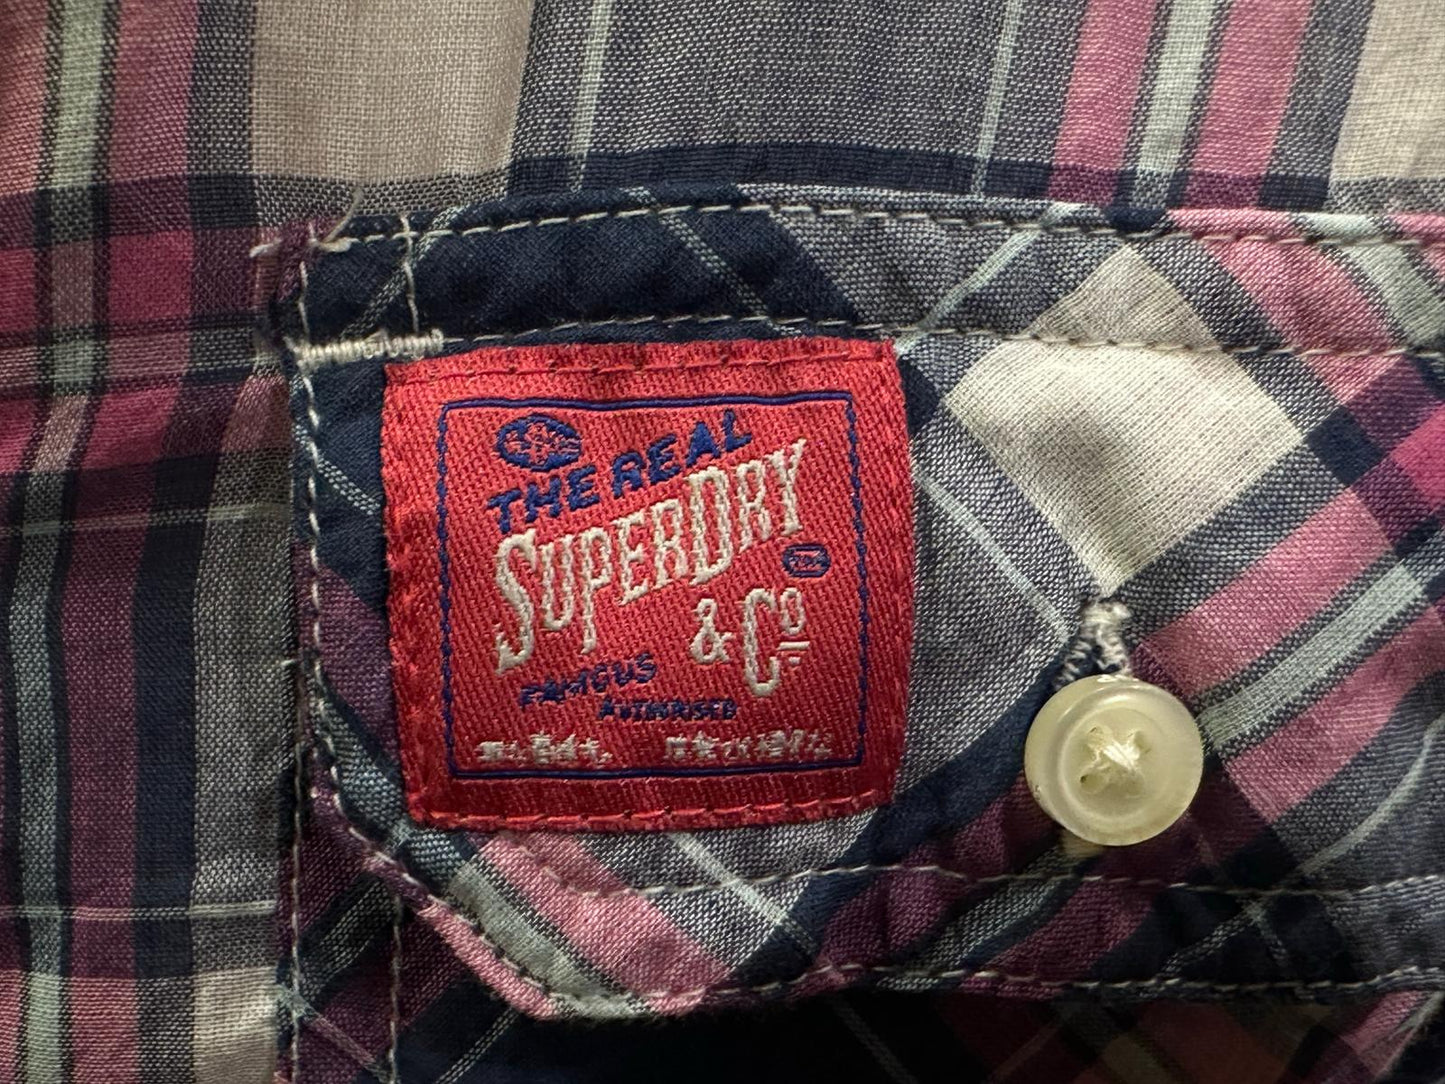 THE REAL
SUPERDRY
& Cº
FAMOUS
AUTHORISED